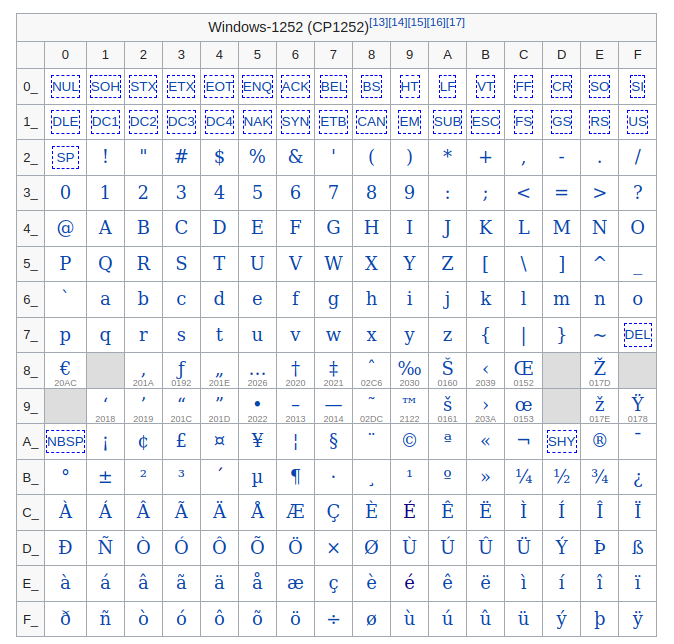 Windows-1252 (CP1252)[13][14][15][16][17]
0 1 2 3 4 5 6 7 8 9 A B C D E F
0_ NUL SOH STX ETX EOT ENQ ACK BEL BS HT LF VT FF CR SO SI
1_ DLE DC1 DC2 DC3 DC4 NAK SYN ETB CAN EM SUB ESC FS GS RS US
2_ SP ! " # $ % & ' ( ) * + , - . /
3_ 0 1 2 3 4 5 6 7 8 9 : ; < = > ?
4_ @ A B C D E F G H I J K L M N O
5_ P Q R S T U V W X Y Z [ \ ] ^ _
6_ ` a b c d e f g h i j k l m n o
7_ p q r s t u v w x y z { | } ~ DEL
8_ € ‚ ƒ „ … † ‡ ˆ ‰ Š ‹ Œ Ž
20AC 201A 0192 201E 2026 2020 2021 02C6 2030 0160 2039 0152 017D
9_ ‘ ’ “ ” • – — ˜ ™ š › œ ž Ÿ
2018 2019 201C 201D 2022 2013 2014 02DC 2122 0161 203A 0153 017E 0178
A_ NBSP ¡ ¢ £ ¤ ¥ ¦ § ¨ © ª « ¬ SHY ® ¯
B_ ° ± ² ³ ´ µ ¶ · ¸ ¹ º » ¼ ½ ¾ ¿
C_ À Á Â Ã Ä Å Æ Ç È É Ê Ë Ì Í Î Ï
D_ Ð Ñ Ò Ó Ô Õ Ö × Ø Ù Ú Û Ü Ý Þ ß
E_ à á â ã ä å æ ç è é ê ë ì í î ï
F_ ð ñ ò ó ô õ ö ÷ ø ù ú û ü ý þ ÿ